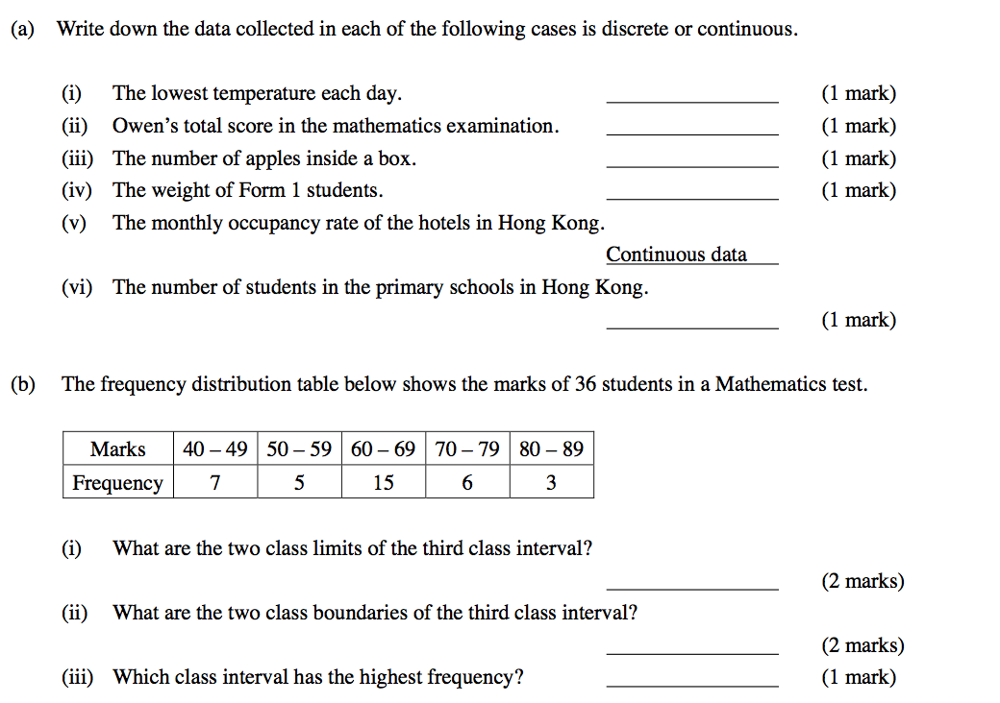 (a) Write down the data collected in each of the following cases is discrete or continuous.
(i) The lowest temperature each day. (1 mark)
(ii) Owen’s total score in the mathematics examination. (1 mark)
(iii) The number of apples inside a box. (1 mark)
(iv) The weight of Form 1 students. (1 mark)
(v) The monthly occupancy rate of the hotels in Hong Kong.
Continuous data
(vi) The number of students in the primary schools in Hong Kong.
(1 mark)
(b) The frequency distribution table below shows the marks of 36 students in a Mathematics test.
Marks 40 – 49 50 – 59 60 – 69 70 – 79 80 – 89
Frequency 7 5 15 6 3
(i) What are the two class limits of the third class interval?
(2 marks)
(ii) What are the two class boundaries of the third class interval?
(2 marks)
(iii) Which class interval has the highest frequency? (1 mark)